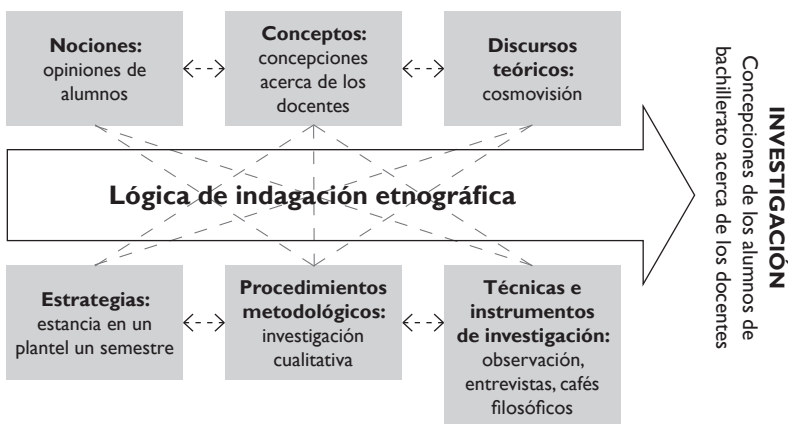 Nociones:
opiniones de
alumnos
Conceptos:
concepciones
acerca de los
docentes
Discursos
teóricos:
cosmovisión
Lógica de indagación etnográfica
Estrategias:
estancia en un
plantel un semestre
Procedimientos
metodológicos:
investigación
cualitativa
Técnicas e
instrumentos
de investigación:
observación,
entrevistas, cafés
filosóficos
INVESTIGACIÓN
Concepciones de los alumnos de
bachillerato acerca de los docentes